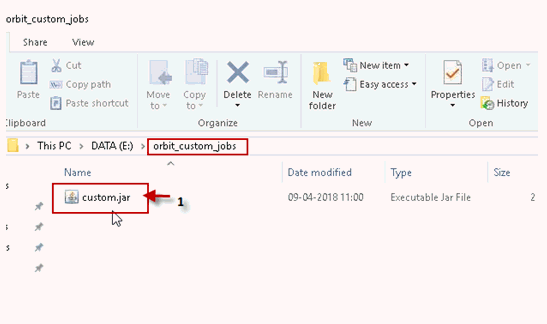 orbit_custom_jobs
Share View
Cut
Copy path
Paste shortcut
Paste
Move to
Copy to
Delete
Rename
New folder
New item
Easy access
Properties
Open
Edit
History
Clipboard
Organize
New
Open
This PC > DATA (E:) > orbit_custom_jobs
Name Date modified Type Size
custom.jar 1 09-04-2018 11:00 Executable Jar File 2